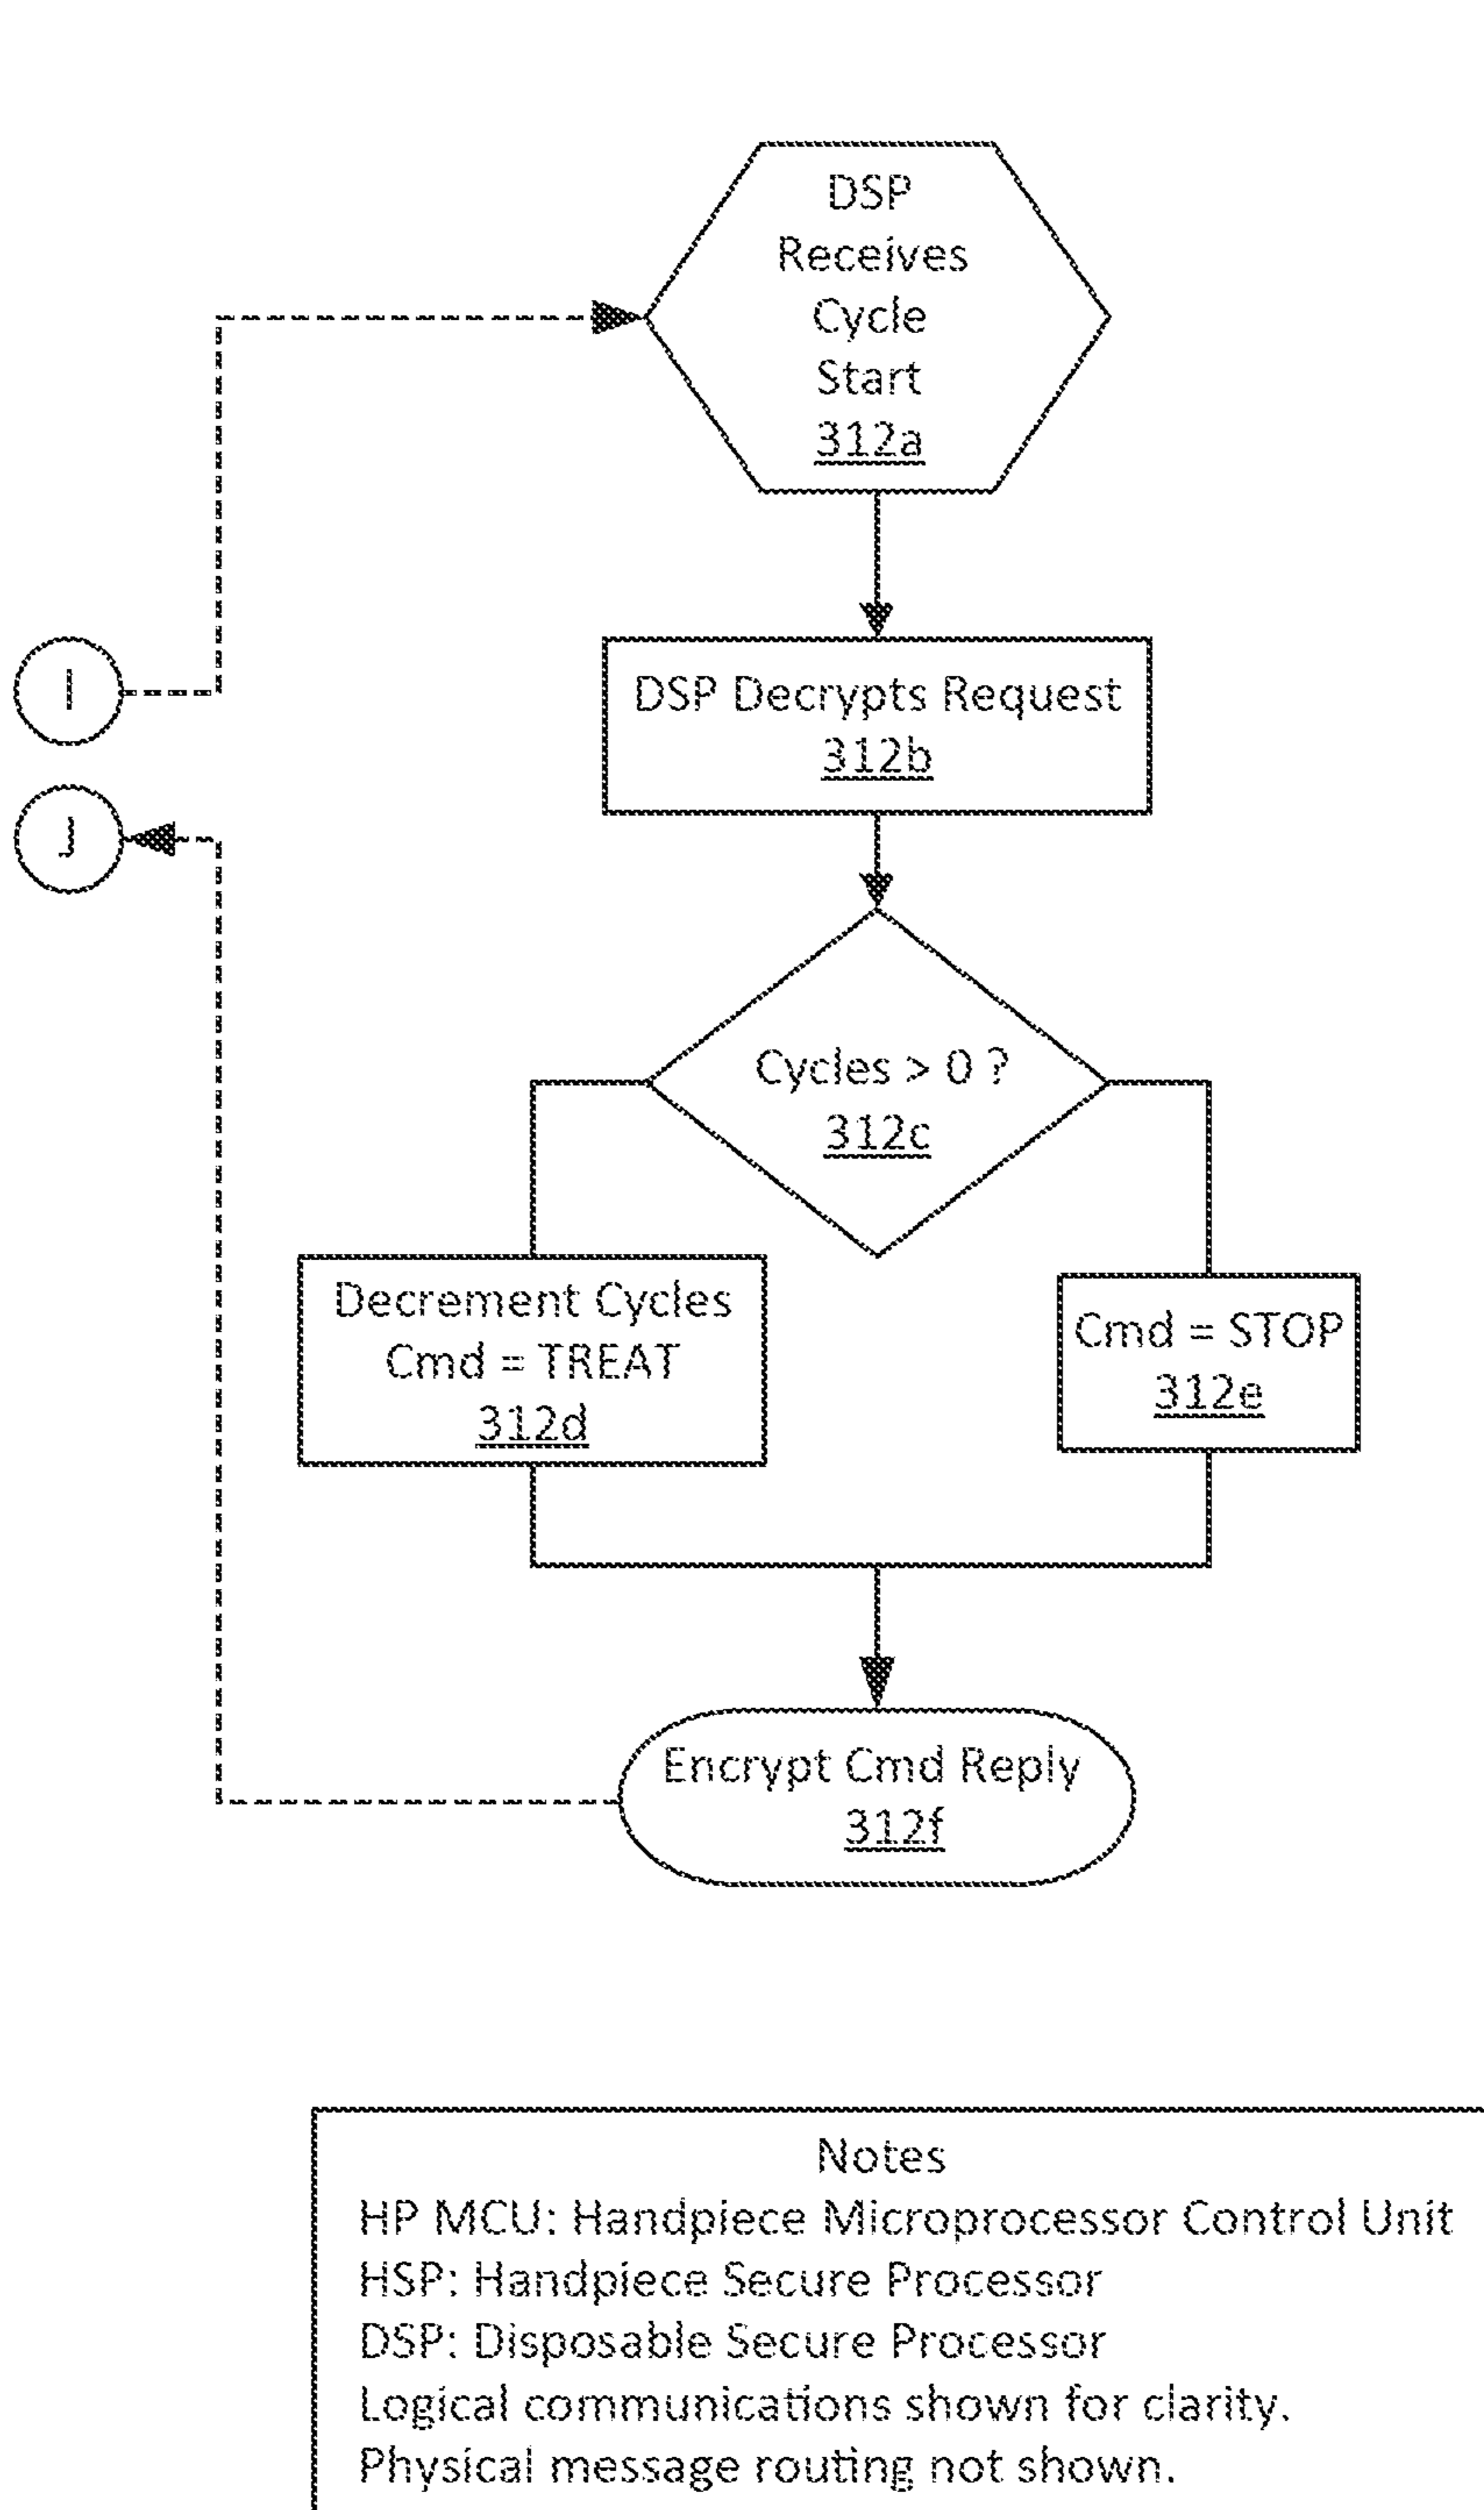 DSP
Receives
Cycle
Start
312a
I
DSP Decrypts Request
312b
J
Cycles > 0 ?
312c
Decrement Cycles
Cmd = TREAT
312d
Cmd = STOP
312e
Encrypt Cmd Reply
312f
Notes
HP MCU: Handpiece Microprocessor Control Unit
HSP: Handpiece Secure Processor
DSP: Disposable Secure Processor
Logical communications shown for clarity.
Physical message routing not shown.